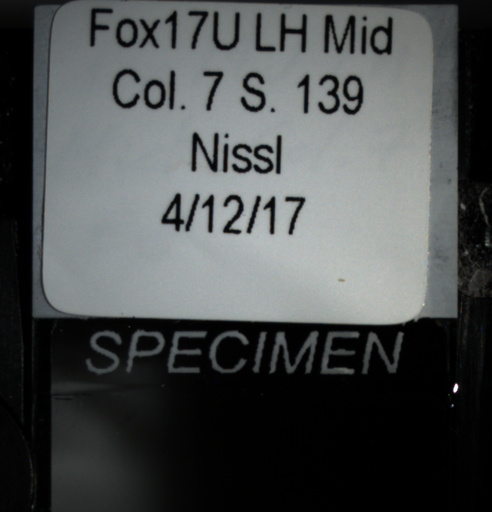 Fox17U LH Mid
Col. 7 S. 139
Nissl
4/12/17
SPECIMEN